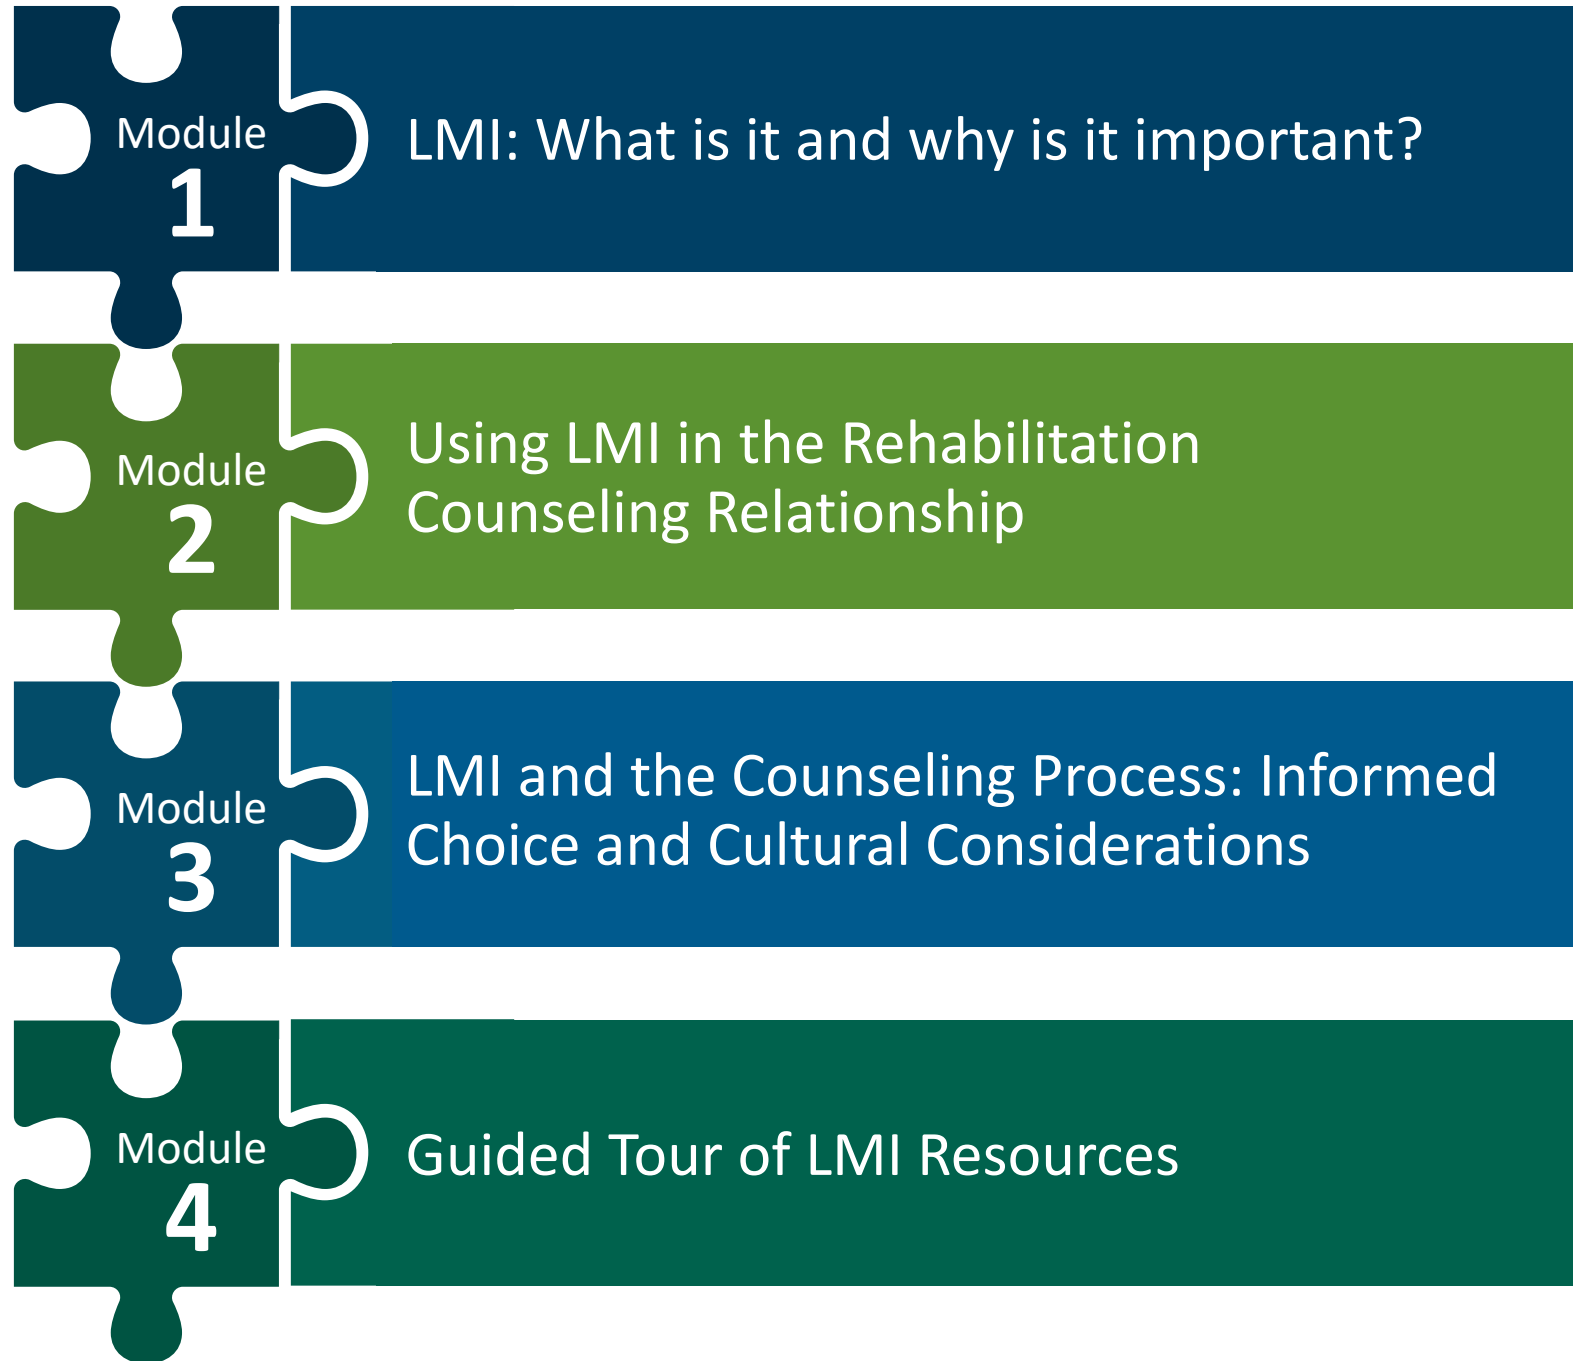 Module
1
LMI: What is it and why is it important?
Module
2
Using LMI in the Rehabilitation
Counseling Relationship
Module
3
LMI and the Counseling Process: Informed
Choice and Cultural Considerations
Module
4
Guided Tour of LMI Resources